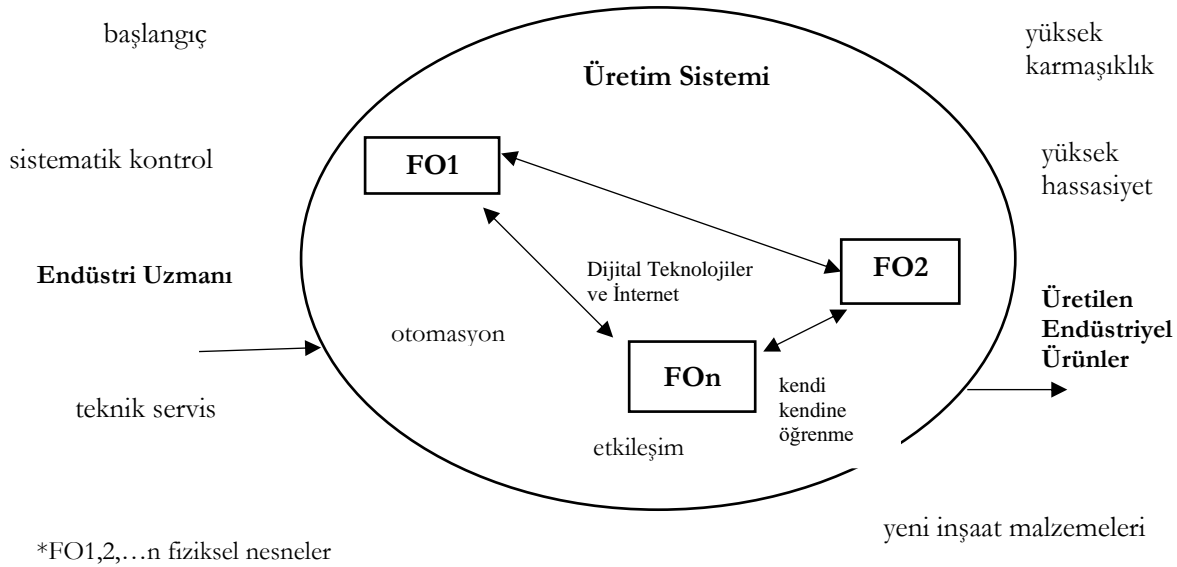 başlangıç
sistematik kontrol
Endüstri Uzmanı
teknik servis
Üretim Sistemi
FO1
FO2
Dijital Teknolojiler
ve İnternet
otomasyon
FOn
kendi
kendine
öğrenme
etkileşim
yüksek
karmaşıklık
yüksek
hassasiyet
Üretilen
Endüstriyel
Ürünler
yeni inşaat malzemeleri
*FO1,2,…n fiziksel nesneler